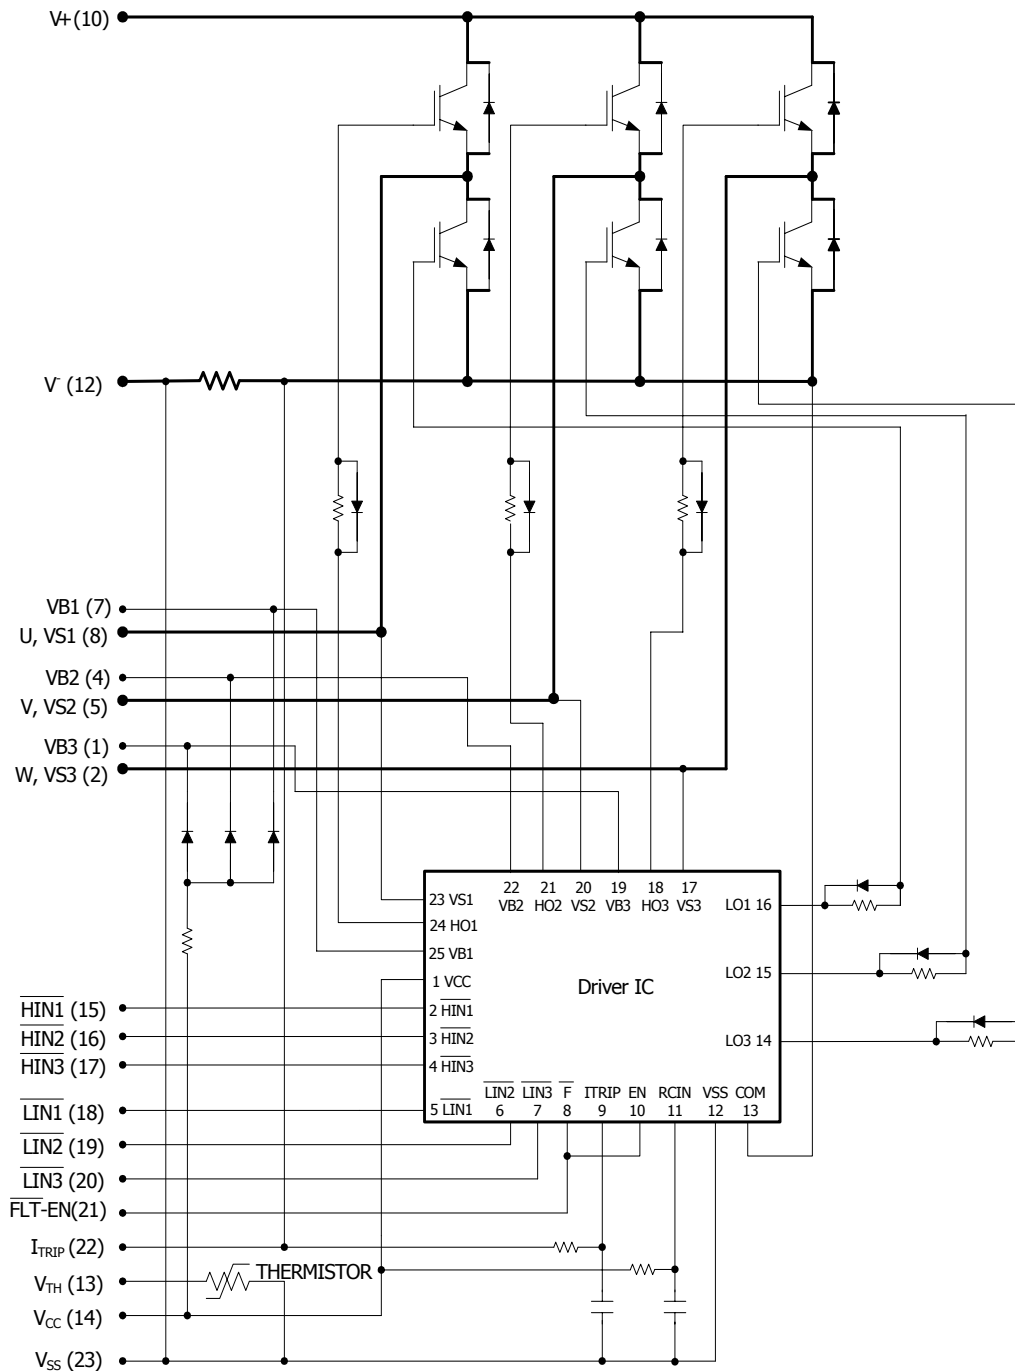 V+(10)
V- (12)
VB1 (7)
U, VS1 (8)
VB2 (4)
V, VS2 (5)
VB3 (1)
W, VS3 (2)
22 21 20 19 18 17
VB2 HO2 VS2 VB3 HO3 VS3
23 VS1
24 HO1
25 VB1
1 VCC
2 HIN1
3 HIN2
4 HIN3
5 LIN1
LO1 16
LO2 15
LO3 14
Driver IC
LIN2 LIN3 F ITRIP EN RCIN VSS COM
6 7 8 9 10 11 12 13
HIN1 (15)
HIN2 (16)
HIN3 (17)
LIN1 (18)
LIN2 (19)
LIN3 (20)
FLT-EN(21)
ITRIP (22)
VTH (13)
THERMISTOR
VCC (14)
VSS (23)